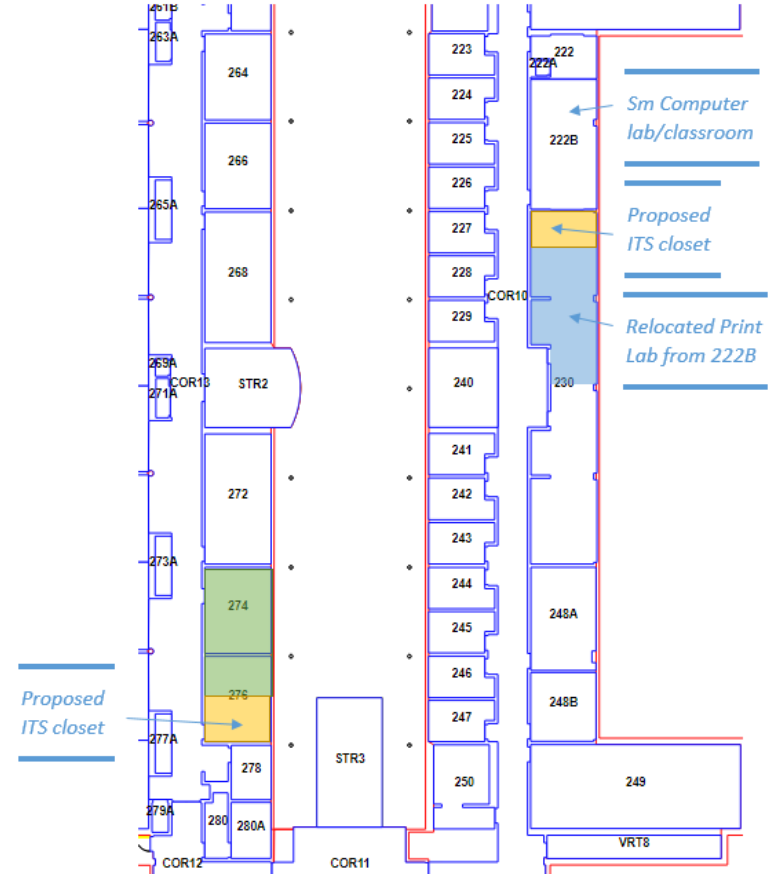 261B
263A
264
223
222
222A
224
Sm Computer
lab/classroom
225
222B
266
226
265A
227
Proposed
ITS closet
268
228
COR10
229
Relocated Print
Lab from 222B
269A
COR13
STR2
240
230
271A
241
272
242
243
273A
244
274
248A
245
246
276
Proposed
ITS closet
248B
247
277A
278
STR3
250
249
279A
280
280A
VRT8
COR12
COR11